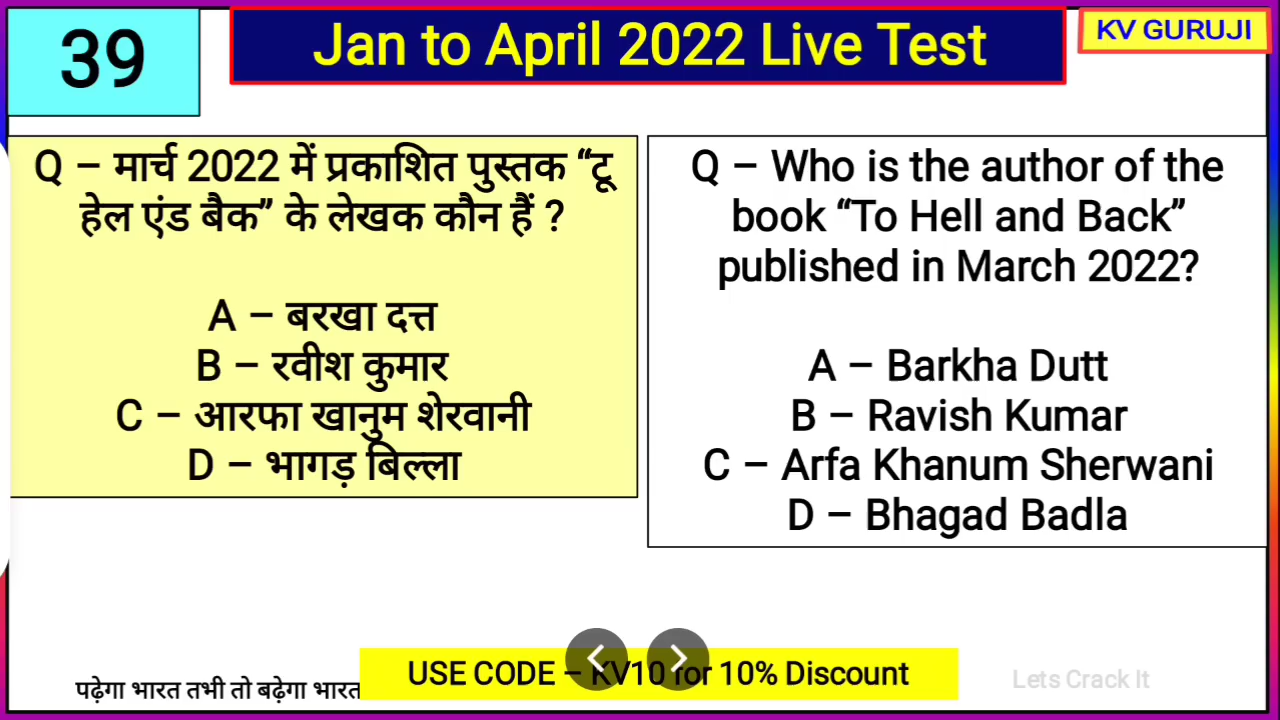 39
Jan to April 2022 Live Test
KV GURUJI
Q – मार्च 2022 में प्रकाशित पुस्तक “टू
हेल एंड बैक” के लेखक कौन हैं ?
A – बरखा दत्त
B – रवीश कुमार
C – आरफा खानुम शेरवानी
D – भागड़ बिल्ला
Q – Who is the author of the
book “To Hell and Back”
published in March 2022?
A – Barkha Dutt
B – Ravish Kumar
C – Arfa Khanum Sherwani
D – Bhagad Badla
USE CODE – KV10 for 10% Discount
पढ़ेगा भारत तभी तो बढ़ेगा भारत
Lets Crack It